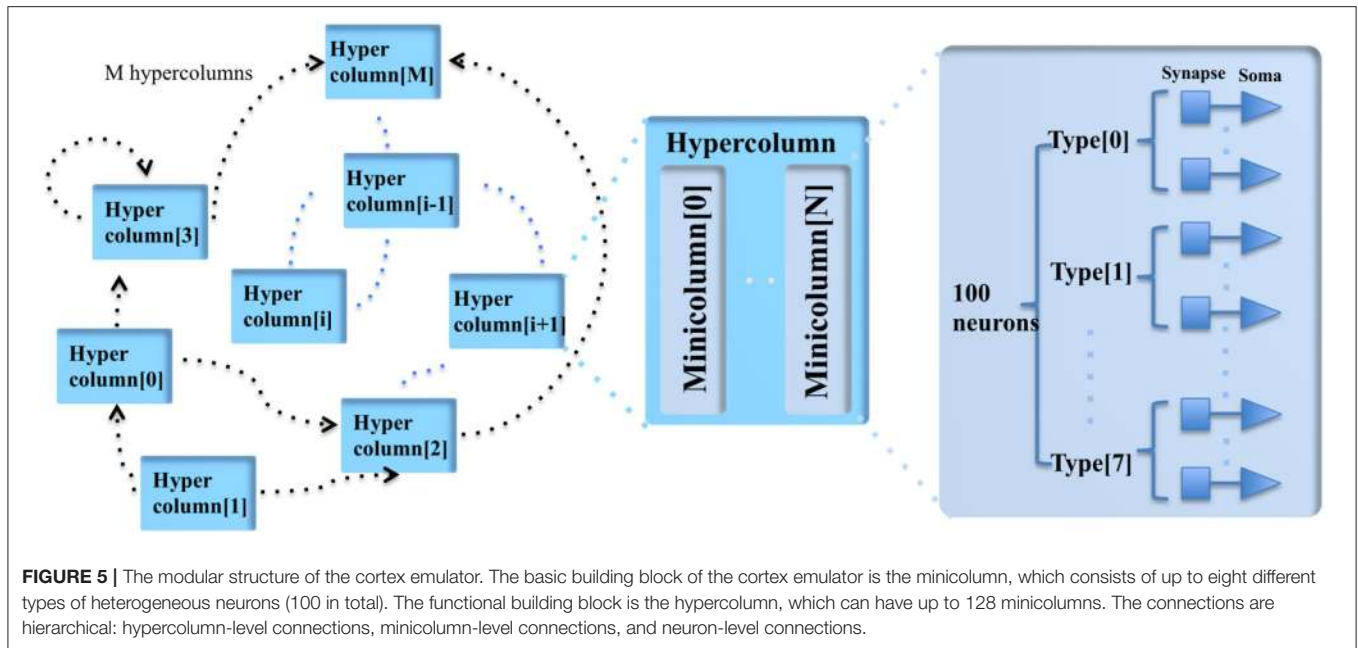 M hypercolumns
Hyper
column[M]
Hyper
column[i-1]
Hyper
column[3]
Hyper
column[i]
Hyper
column[i+1]
Hyper
column[0]
Hyper
column[2]
Hyper
column[1]
Hypercolumn
Minicolumn[0]
Minicolumn[N]
Synapse Soma
Type[0]
Type[1]
100
neurons
Type[7]
FIGURE 5 | The modular structure of the cortex emulator. The basic building block of the cortex emulator is the minicolumn, which consists of up to eight different
types of heterogeneous neurons (100 in total). The functional building block is the hypercolumn, which can have up to 128 minicolumns. The connections are
hierarchical: hypercolumn-level connections, minicolumn-level connections, and neuron-level connections.